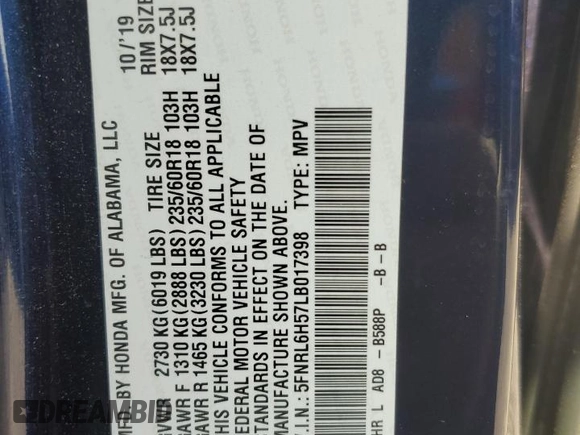 MFD. BY HONDA MFG. OF ALABAMA, LLC 10/'19
GVWR 2730 KG(6019 LBS) TIRE SIZE RIM SIZE
GAWR F 1310 KG(2888 LBS) 235/60R18 103H 18X7.5J
GAWR R 1465 KG(3230 LBS) 235/60R18 103H 18X7.5J
THIS VEHICLE CONFORMS TO ALL APPLICABLE
FEDERAL MOTOR VEHICLE SAFETY
STANDARDS IN EFFECT ON THE DATE OF
MANUFACTURE SHOWN ABOVE.
V.I.N.: 5FNRL6H57LB017398 TYPE: MPV
HR L AD8 - B588P -B -B
DREAMBID